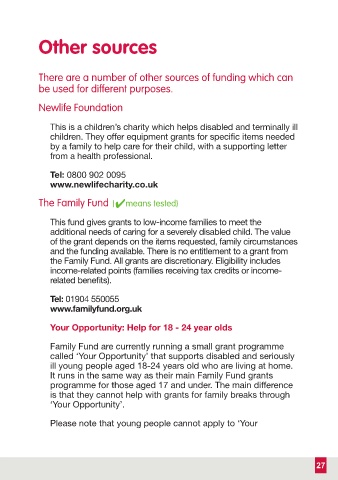 Other sources
There are a number of other sources of funding which can
be used for different purposes.
Newlife Foundation
This is a children's charity which helps disabled and terminally ill
children. They offer equipment grants for specific items needed
by a family to help care for their child, with a supporting letter
from a health professional.
Tel: 0800 902 0095
www.newlifecharity.co.uk
The Family Fund (✔means tested)
This fund gives grants to low-income families to meet the
additional needs of caring for a severely disabled child. The value
of the grant depends on the items requested, family circumstances
and the funding available. There is no entitlement to a grant from
the Family Fund. All grants are discretionary. Eligibility includes
income-related points (families receiving tax credits or income-
related benefits).
Tel: 01904 550055
www.familyfund.org.uk
Your Opportunity: Help for 18 - 24 year olds
Family Fund are currently running a small grant programme
called 'Your Opportunity' that supports disabled and seriously
ill young people aged 18-24 years old who are living at home.
It runs in the same way as their main Family Fund grants
programme for those aged 17 and under. The main difference
is that they cannot help with grants for family breaks through
'Your Opportunity'.
Please note that young people cannot apply to 'Your
27